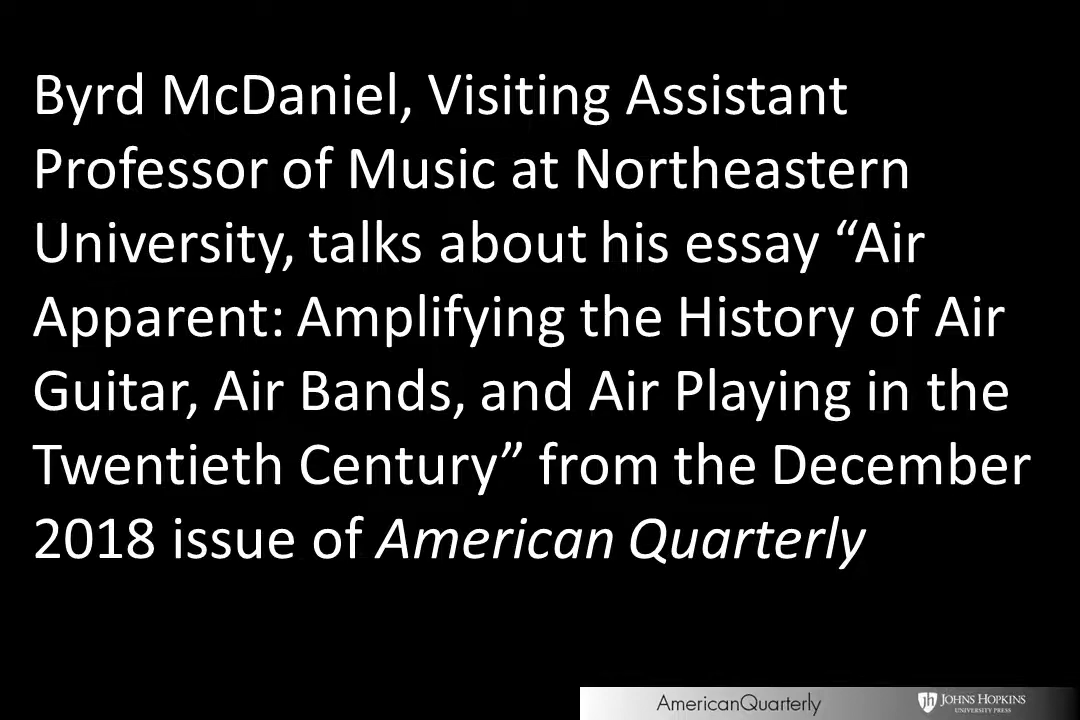 Byrd McDaniel, Visiting Assistant
Professor of Music at Northeastern
University, talks about his essay “Air
Apparent: Amplifying the History of Air
Guitar, Air Bands, and Air Playing in the
Twentieth Century” from the December
2018 issue of American Quarterly
AmericanQuarterly
jh JOHNS HOPKINS
UNIVERSITY PRESS